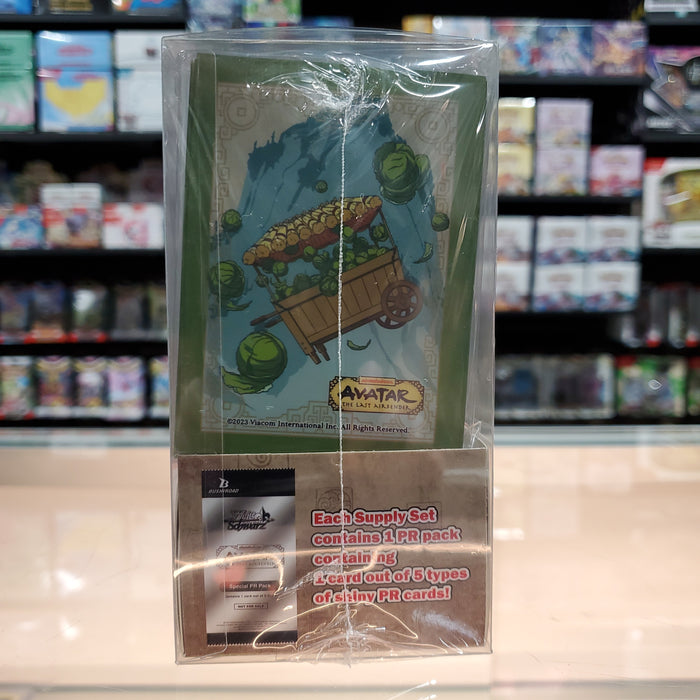 nickelodeon
AVATAR
THE LAST AIRBENDER
©2023 Viacom International Inc. All Rights Reserved.
BUSHIROAD
Schwarz
Special PR Pack
NOT FOR SALE
Each Supply Set
contains 1 PR pack
containing
1 card out of 5 types
of shiny PR cards!